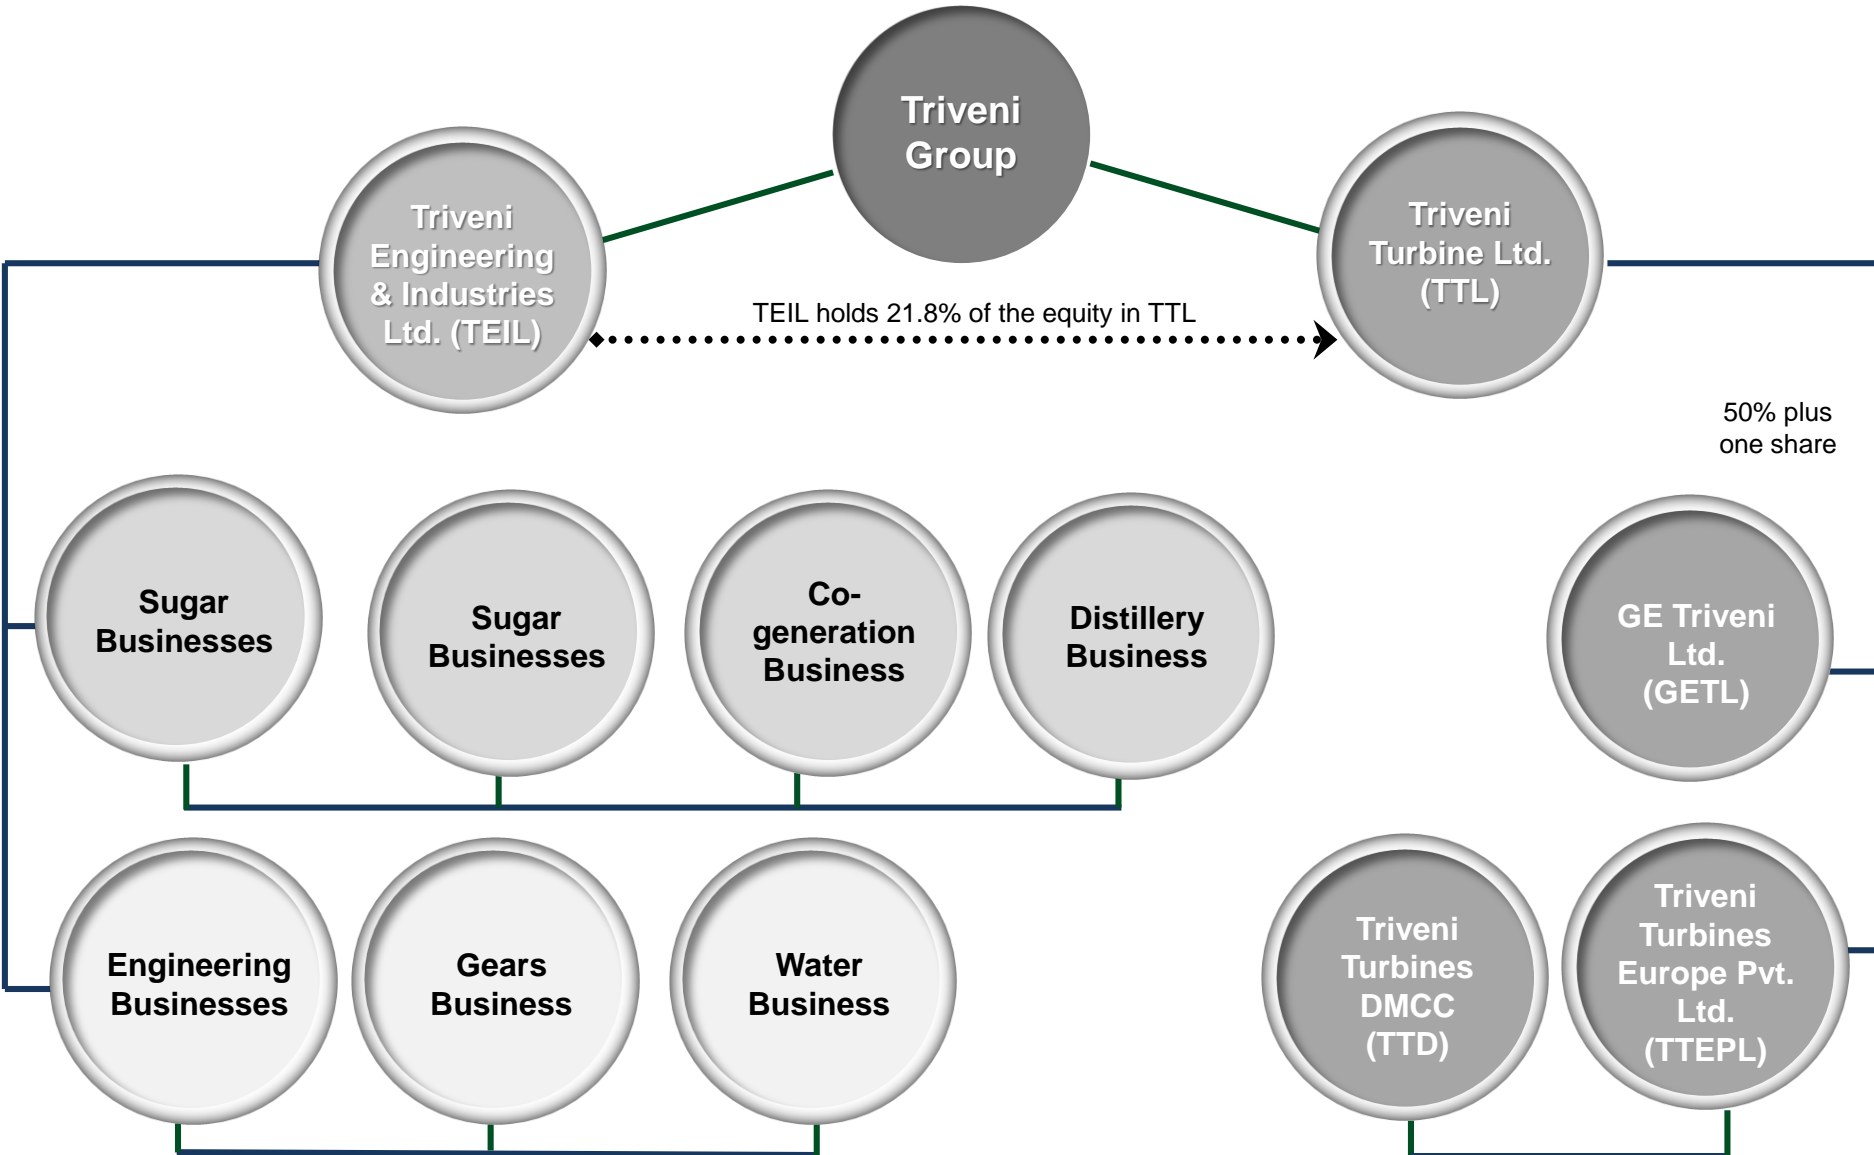 Triveni
Group
Triveni
Engineering
& Industries
Ltd. (TEIL)
Triveni
Turbine Ltd.
(TTL)
TEIL holds 21.8% of the equity in TTL
50% plus
one share
Sugar
Businesses
Sugar
Businesses
Co-
generation
Business
Distillery
Business
GE Triveni
Ltd.
(GETL)
Engineering
Businesses
Gears
Business
Water
Business
Triveni
Turbines
DMCC
(TTD)
Triveni
Turbines
Europe Pvt.
Ltd.
(TTEPL)